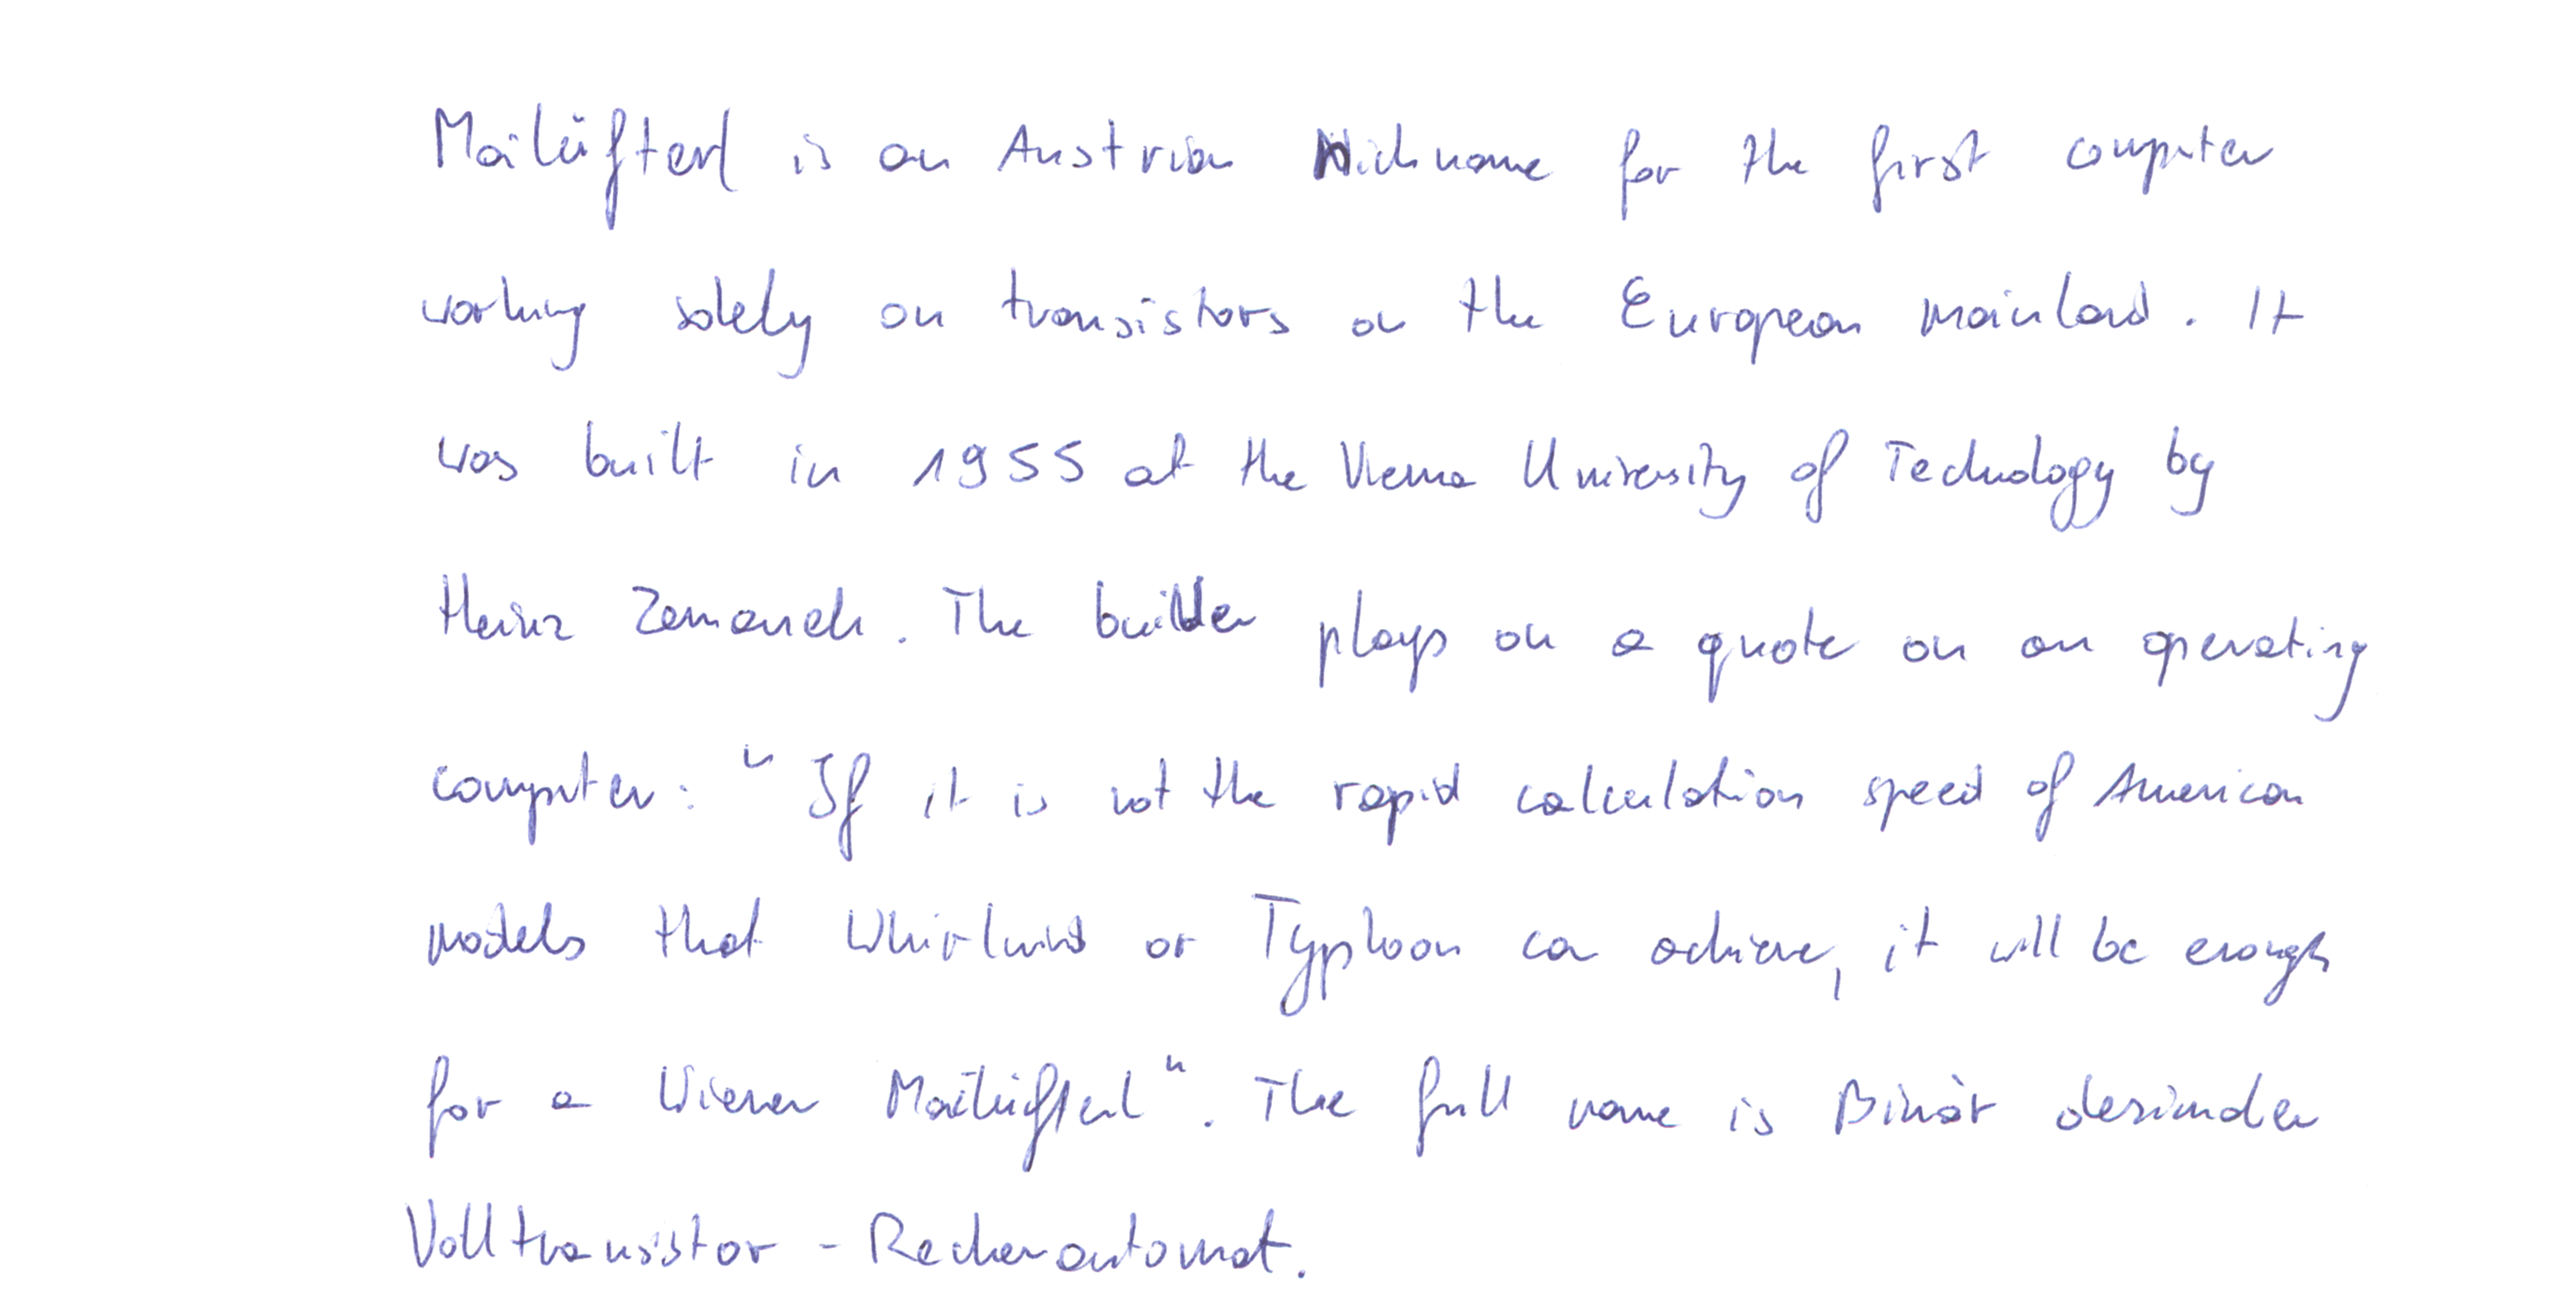 Mailüfterl is an Austrian Nickname for the first computer
working solely on transistors on the European mainland. It
was built in 1955 at the Vienna University of Technology by
Heinz Zemanek. The builder plays on a quote on an operating
computer: " If it is not the rapid calculation speed of American
models that Whirlwind or Typhoon can achieve, it will be enough
for a Wiener Mailüfterl". The full name is Binär dezimaler
Volltransistor - Rechenautomat.